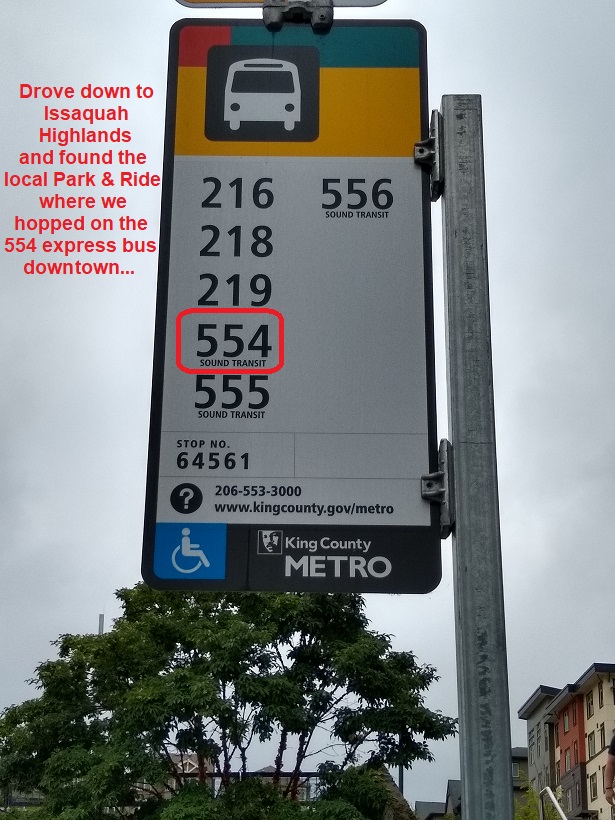 Drove down to
Issaquah
Highlands
and found the
local Park & Ride
where we
hopped on the
554 express bus
downtown...
216 556
SOUND TRANSIT
218
219
554
SOUND TRANSIT
555
SOUND TRANSIT
STOP NO.
64561
?
206-553-3000
www.kingcounty.gov/metro
King County
METRO